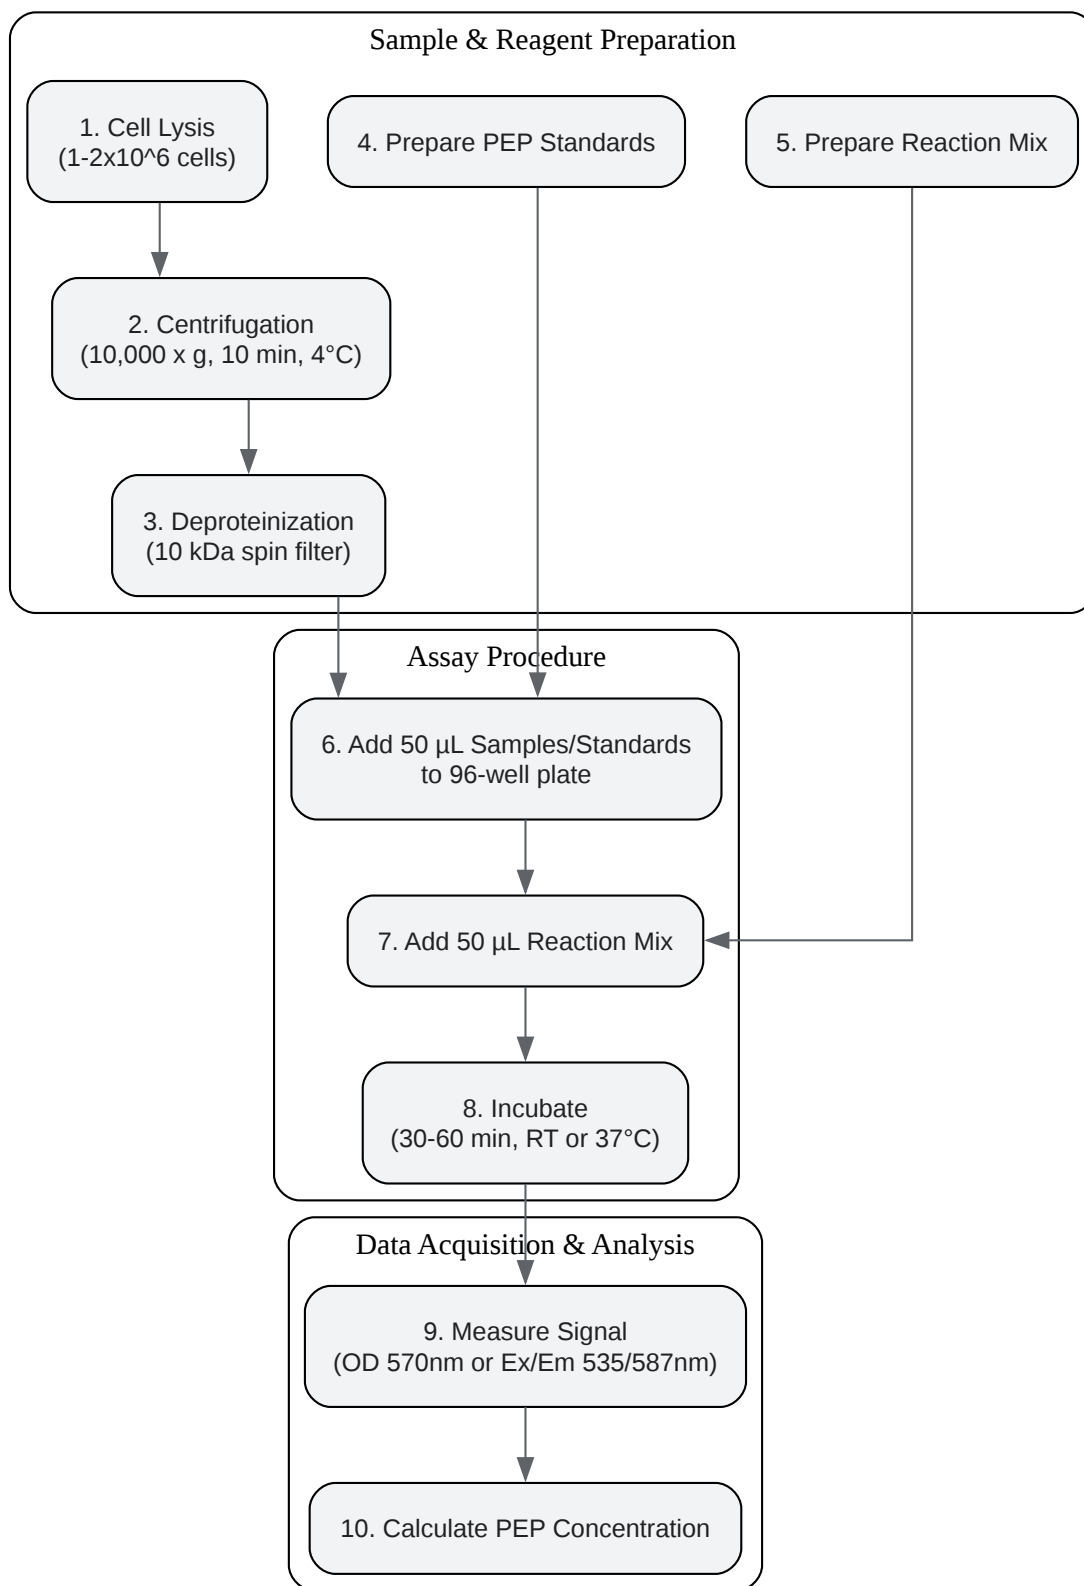 Sample & Reagent Preparation
1. Cell Lysis
(1-2x10^6 cells)
4. Prepare PEP Standards
5. Prepare Reaction Mix
2. Centrifugation
(10,000 x g, 10 min, 4°C)
3. Deproteinization
(10 kDa spin filter)
Assay Procedure
6. Add 50 µL Samples/Standards
to 96-well plate
7. Add 50 µL Reaction Mix
8. Incubate
(30-60 min, RT or 37°C)
Data Acquisition & Analysis
9. Measure Signal
(OD 570nm or Ex/Em 535/587nm)
10. Calculate PEP Concentration